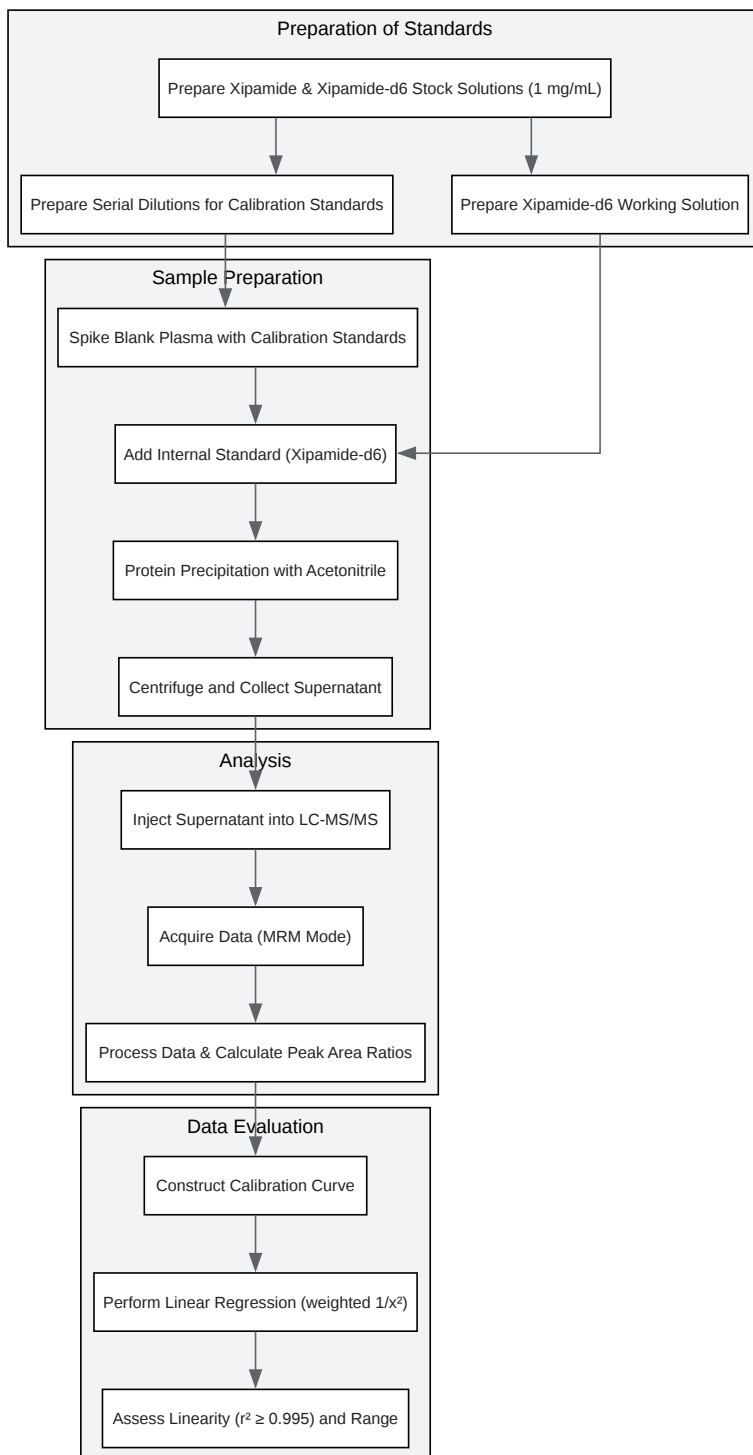 Preparation of Standards
Prepare Xipamide & Xipamide-d6 Stock Solutions (1 mg/mL)
Prepare Serial Dilutions for Calibration Standards
Prepare Xipamide-d6 Working Solution
Sample Preparation
Spike Blank Plasma with Calibration Standards
Add Internal Standard (Xipamide-d6)
Protein Precipitation with Acetonitrile
Centrifuge and Collect Supernatant
Analysis
Inject Supernatant into LC-MS/MS
Acquire Data (MRM Mode)
Process Data & Calculate Peak Area Ratios
Data Evaluation
Construct Calibration Curve
Perform Linear Regression (weighted 1/x²)
Assess Linearity (r² ≥ 0.995) and Range